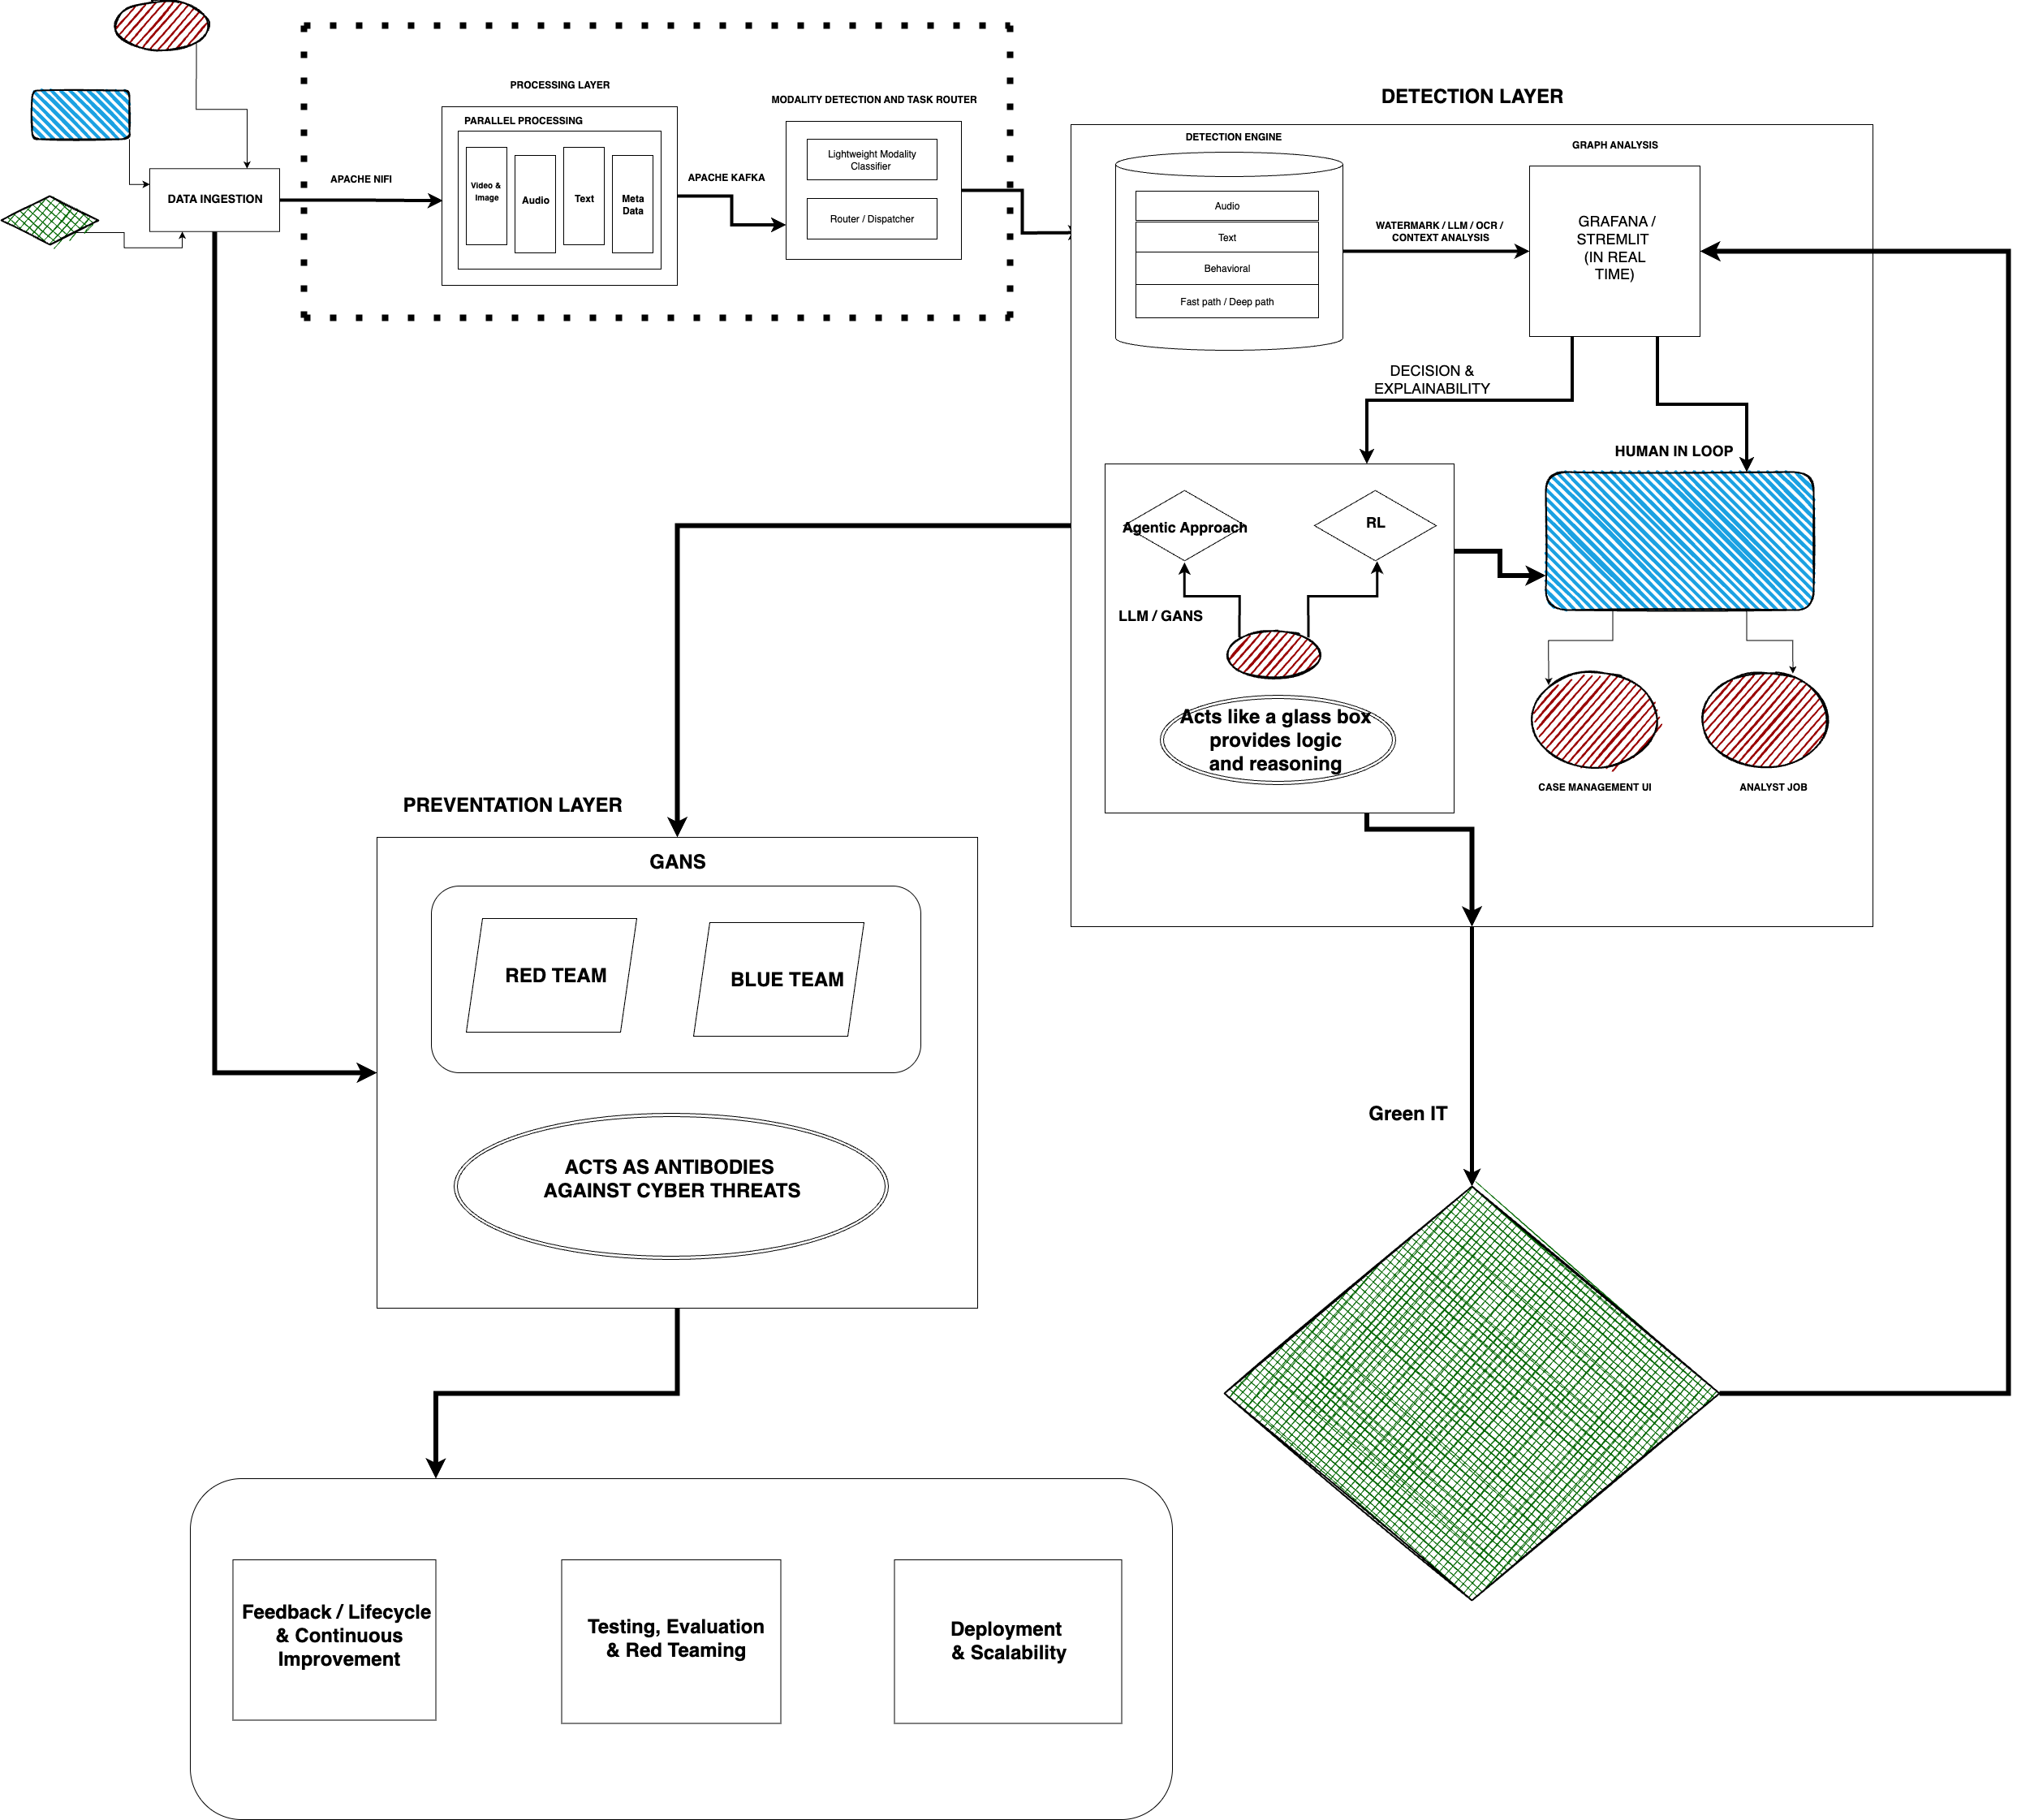 DATA INGESTION
APACHE NIFI
PROCESSING LAYER
PARALLEL PROCESSING
Video &
Image
Audio
Text
Meta
Data
APACHE KAFKA
MODALITY DETECTION AND TASK ROUTER
Lightweight Modality
Classifier
Router / Dispatcher
DETECTION LAYER
DETECTION ENGINE
Audio
Text
Behavioral
Fast path / Deep path
WATERMARK / LLM / OCR /
CONTEXT ANALYSIS
GRAPH ANALYSIS
GRAFANA /
STREMLIT
(IN REAL
TIME)
DECISION &
EXPLAINABILITY
HUMAN IN LOOP
Agentic Approach
RL
LLM / GANS
Acts like a glass box
provides logic
and reasoning
CASE MANAGEMENT UI
ANALYST JOB
PREVENTATION LAYER
GANS
RED TEAM
BLUE TEAM
ACTS AS ANTIBODIES
AGAINST CYBER THREATS
Green IT
Feedback / Lifecycle
& Continuous
Improvement
Testing, Evaluation
& Red Teaming
Deployment
& Scalability